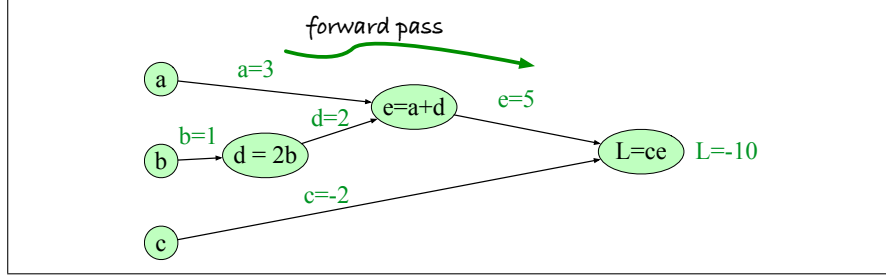 forward pass
a
a=3
e=a+d
e=5
b
b=1
d = 2b
d=2
L=ce
L=-10
c
c=-2